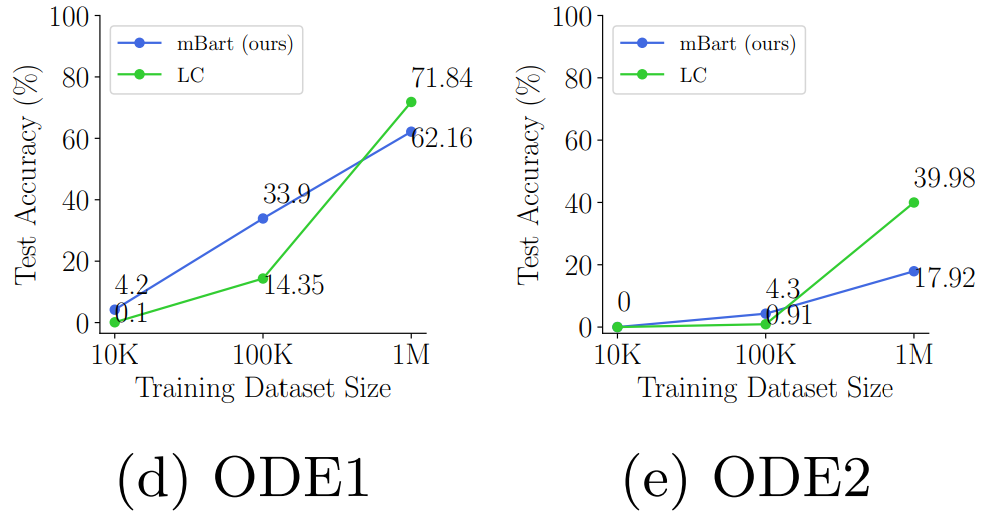 100
80
60
40
20
0
Test Accuracy (%)
mBart (ours)
LC
71.84
62.16
33.9
14.35
4.2
0.1
10K 100K 1M
Training Dataset Size
(d) ODE1
100
80
60
40
20
0
Test Accuracy (%)
mBart (ours)
LC
39.98
17.92
4.3
0.91
0
10K 100K 1M
Training Dataset Size
(e) ODE2